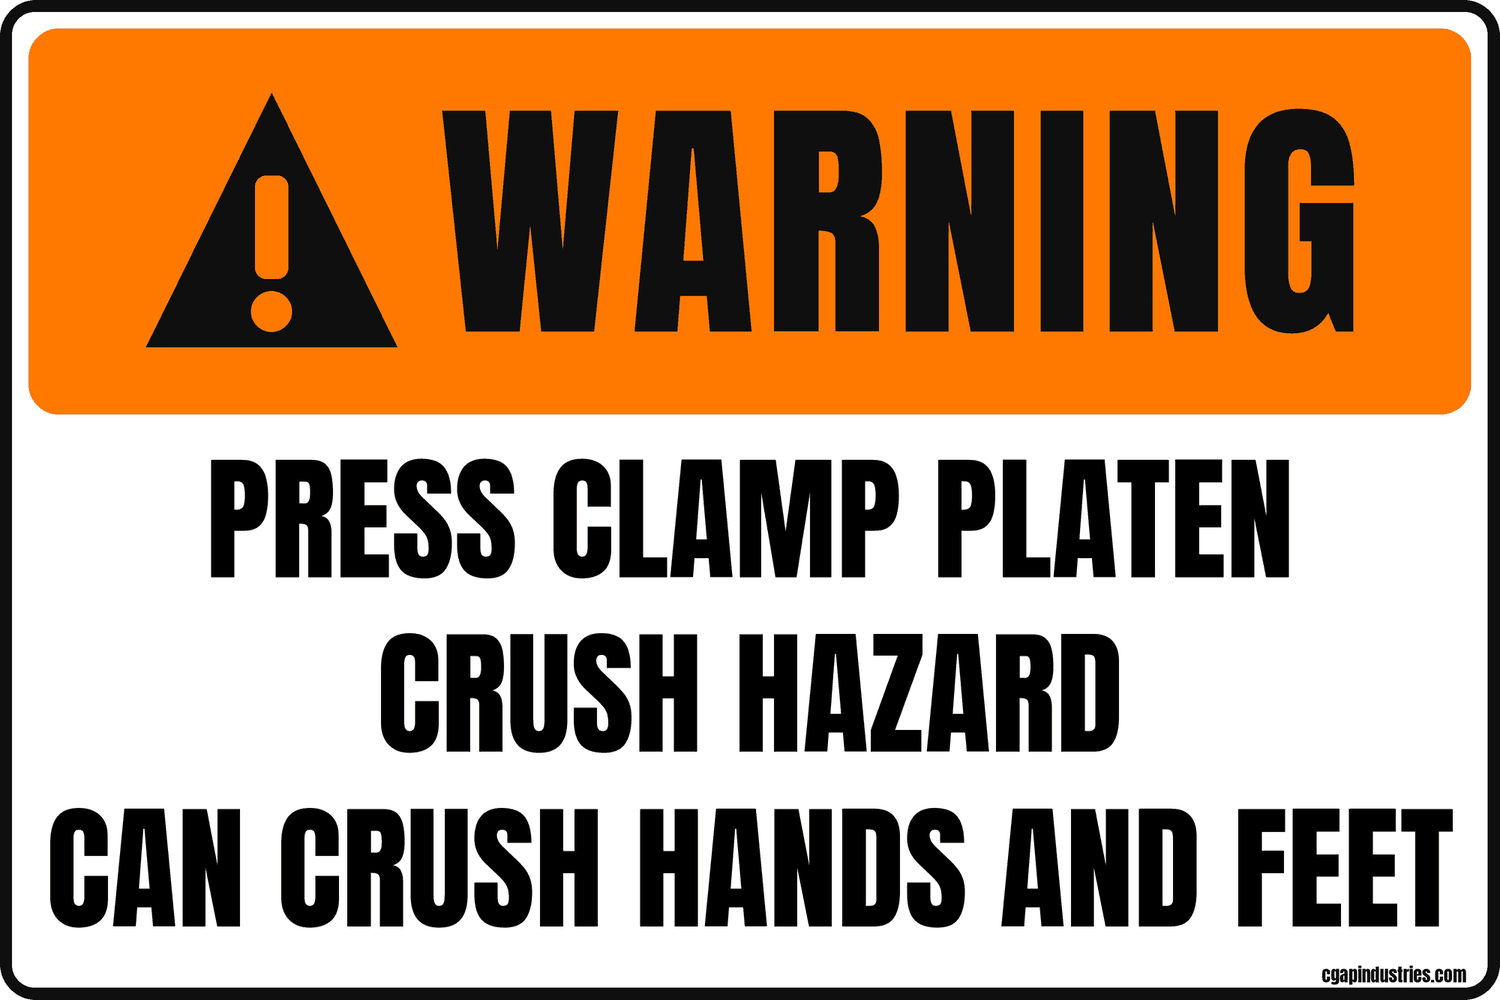 WARNING
PRESS CLAMP PLATEN
CRUSH HAZARD
CAN CRUSH HANDS AND FEET
cgapindustries.com